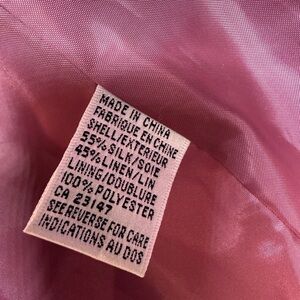 MADE IN CHINA
FABRIQUE EN CHINE
SHELL/EXTERIEUR
55% SILK/SOIE
45% LINEN/LIN
LINING/DOUBLURE
100% POLYESTER
CA 23147
SEE REVERSE FOR CARE
INDICATIONS AU DOS